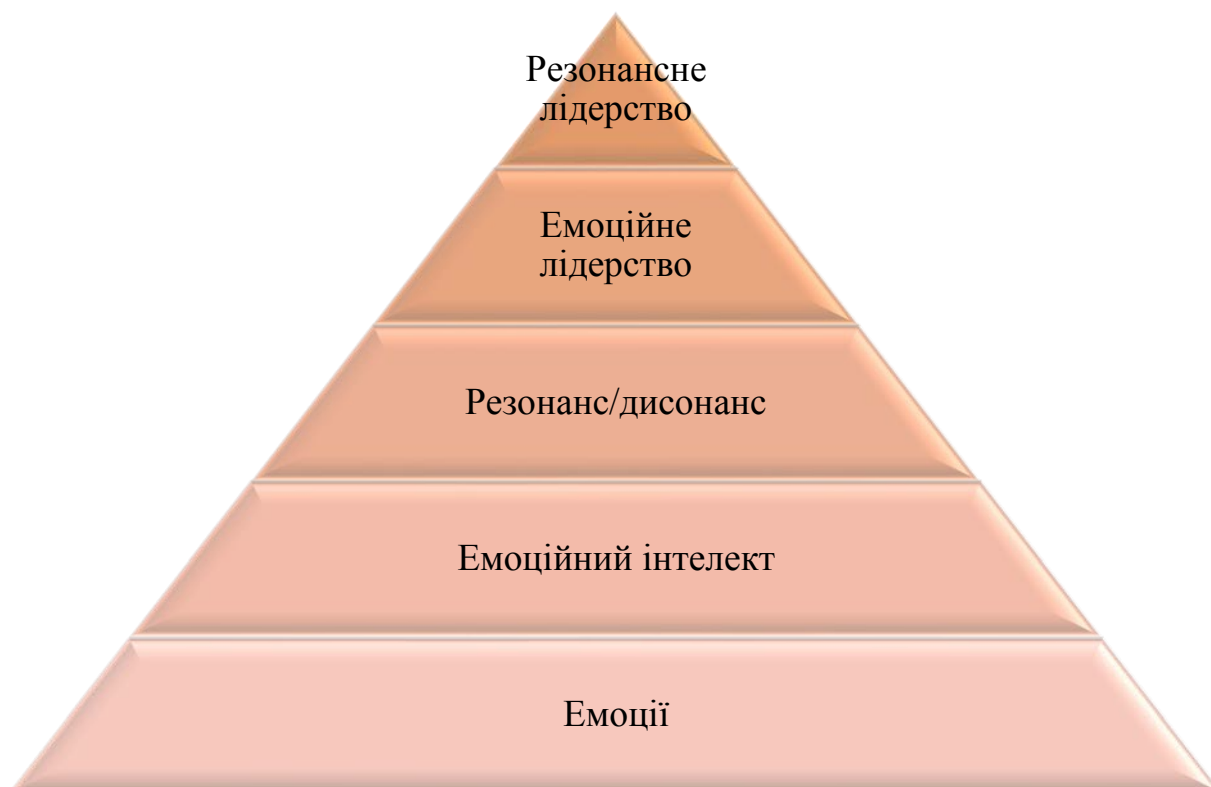 Резонансне
лідерство
Емоційне
лідерство
Резонанс/дисонанс
Емоційний інтелект
Емоції